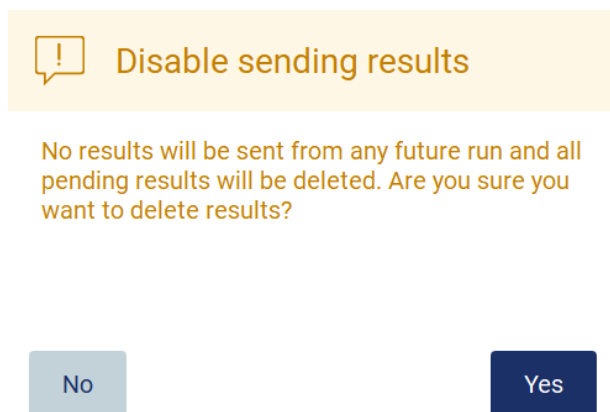 !
Disable sending results
No results will be sent from any future run and all
pending results will be deleted. Are you sure you
want to delete results?
No
Yes